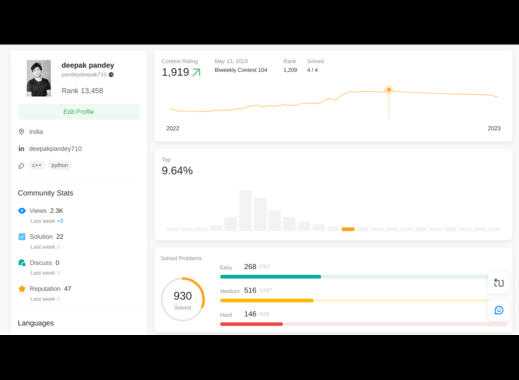 deepak pandey
pandeydeepak710
Rank 13,458
Edit Profile
India
deepakpandey710
c++ python
Community Stats
Views 2.3K
Last week +2
Solution 22
Last week 0
Discuss 0
Last week 0
Reputation 47
Last week 0
Languages
Contest Rating
1,919
May 13, 2023
Biweekly Contest 104
Rank
1,209
Solved
4 / 4
2022
2023
Top
9.64%
Solved Problems
930
Solved
Easy 268
Medium 516
Hard 146